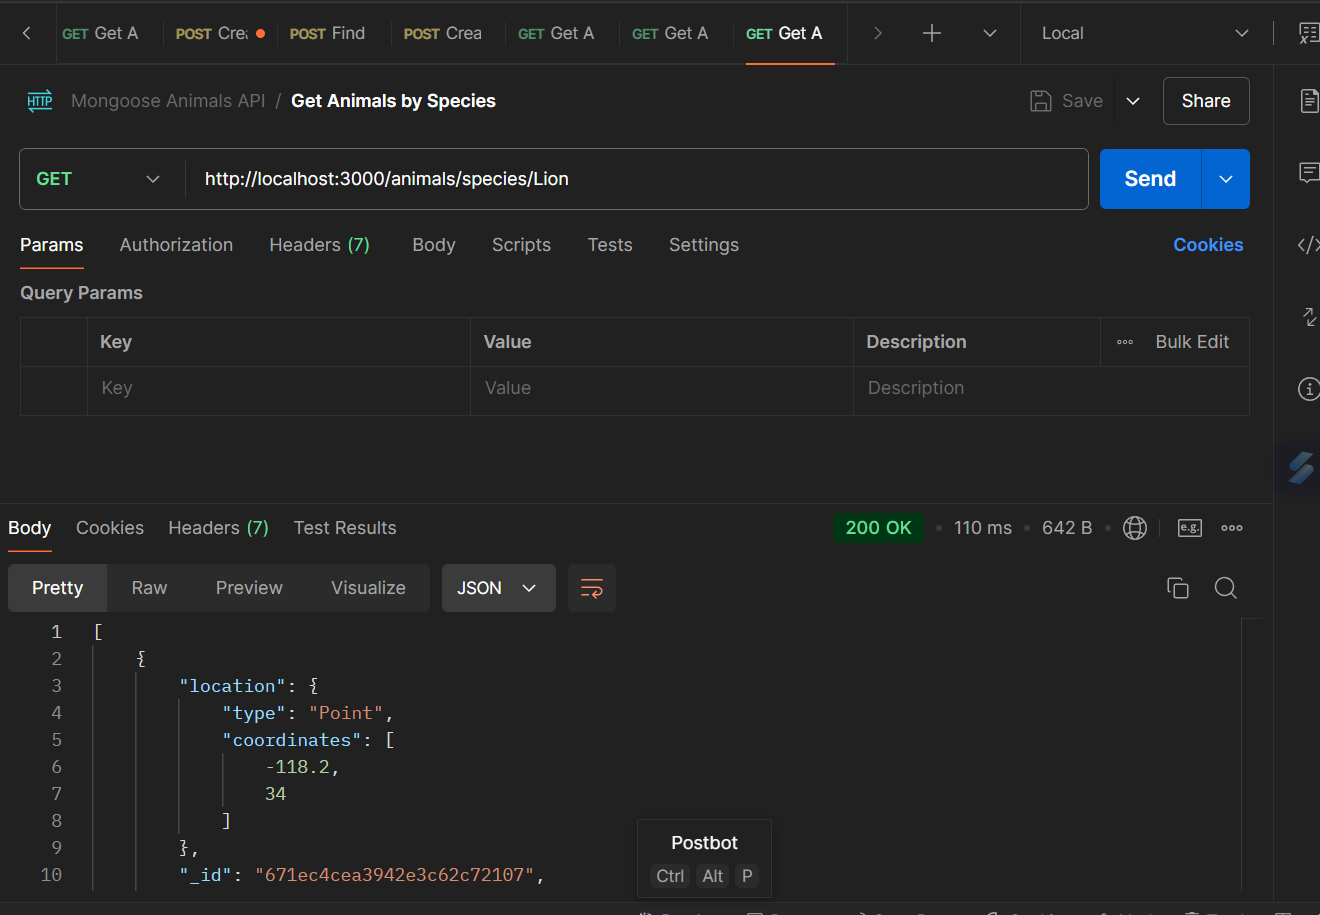 GET Get A POST Crea POST Find POST Crea GET Get A GET Get A GET Get A Local
HTTP Mongoose Animals API / Get Animals by Species Save Share
GET http://localhost:3000/animals/species/Lion Send
Params Authorization Headers (7) Body Scripts Tests Settings Cookies
Query Params
Key Value Description Bulk Edit
Key Value Description
Body Cookies Headers (7) Test Results 200 OK 110 ms 642 B e.g.
Pretty Raw Preview Visualize JSON
1 [
2 {
3 "location": {
4 "type": "Point",
5 "coordinates": [
6 -118.2,
7 34
8 ]
9 },
10 "_id": "671ec4cea3942e3c62c72107",
Postbot
Ctrl Alt P